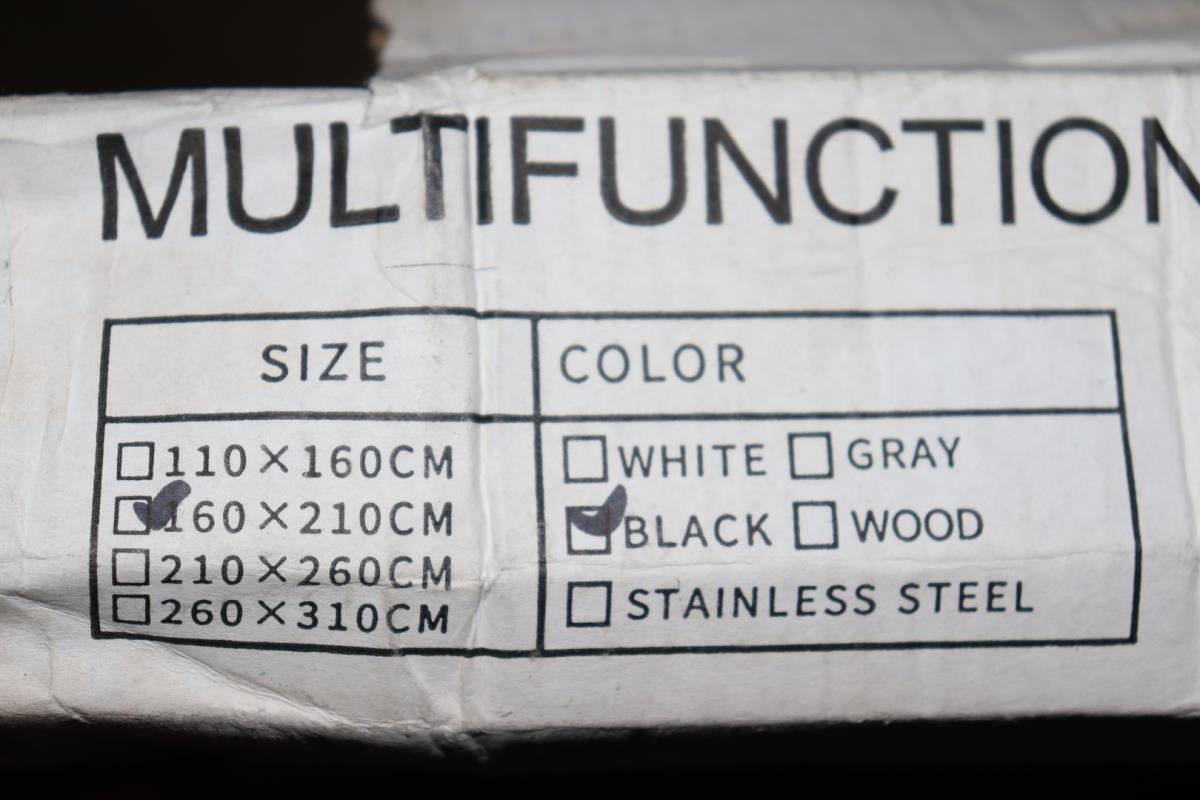 MULTIFUNCTION
SIZE COLOR
110×160CM WHITE GRAY
160×210CM BLACK WOOD
210×260CM
260×310CM STAINLESS STEEL